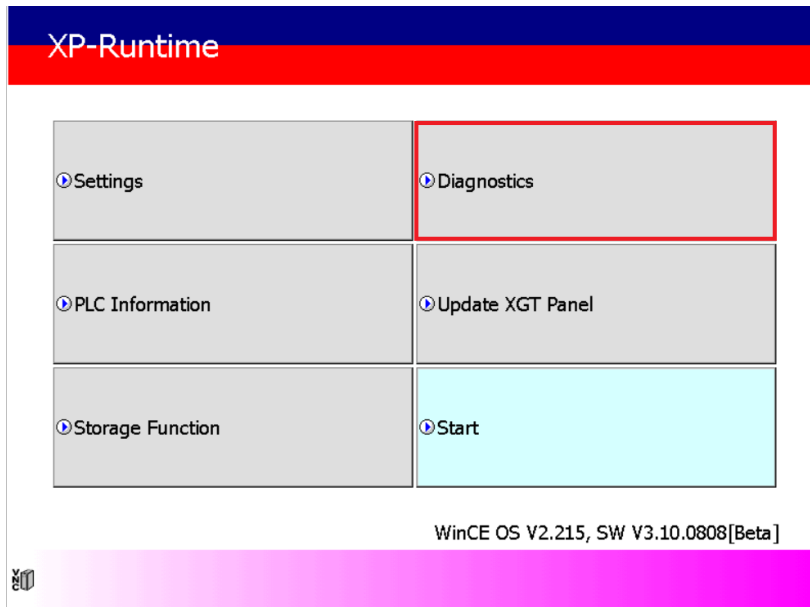 XP-Runtime
Settings
Diagnostics
PLC Information
Update XGT Panel
Storage Function
Start
WinCE OS V2.215, SW V3.10.0808[Beta]
VNC